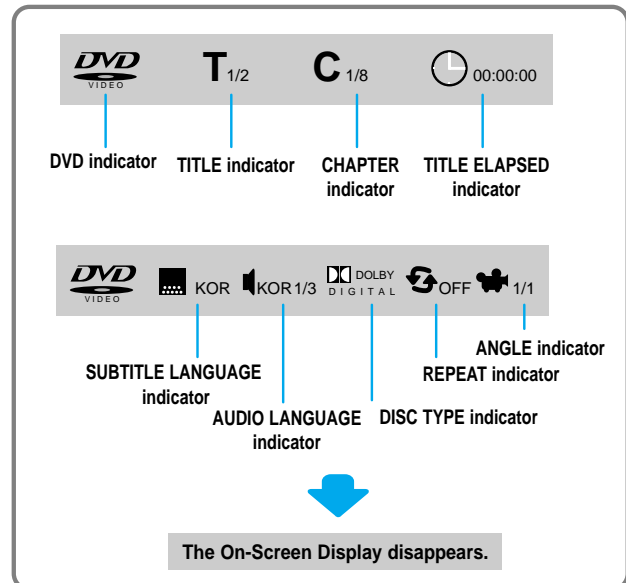 DVD
VIDEO
T 1/2
C 1/8
00:00:00
DVD indicator
TITLE indicator
CHAPTER
indicator
TITLE ELAPSED
indicator
DVD
VIDEO
KOR
KOR 1/3
DOLBY
DIGITAL
OFF
1/1
ANGLE indicator
REPEAT indicator
SUBTITLE LANGUAGE
indicator
DISC TYPE indicator
AUDIO LANGUAGE
indicator
The On-Screen Display disappears.